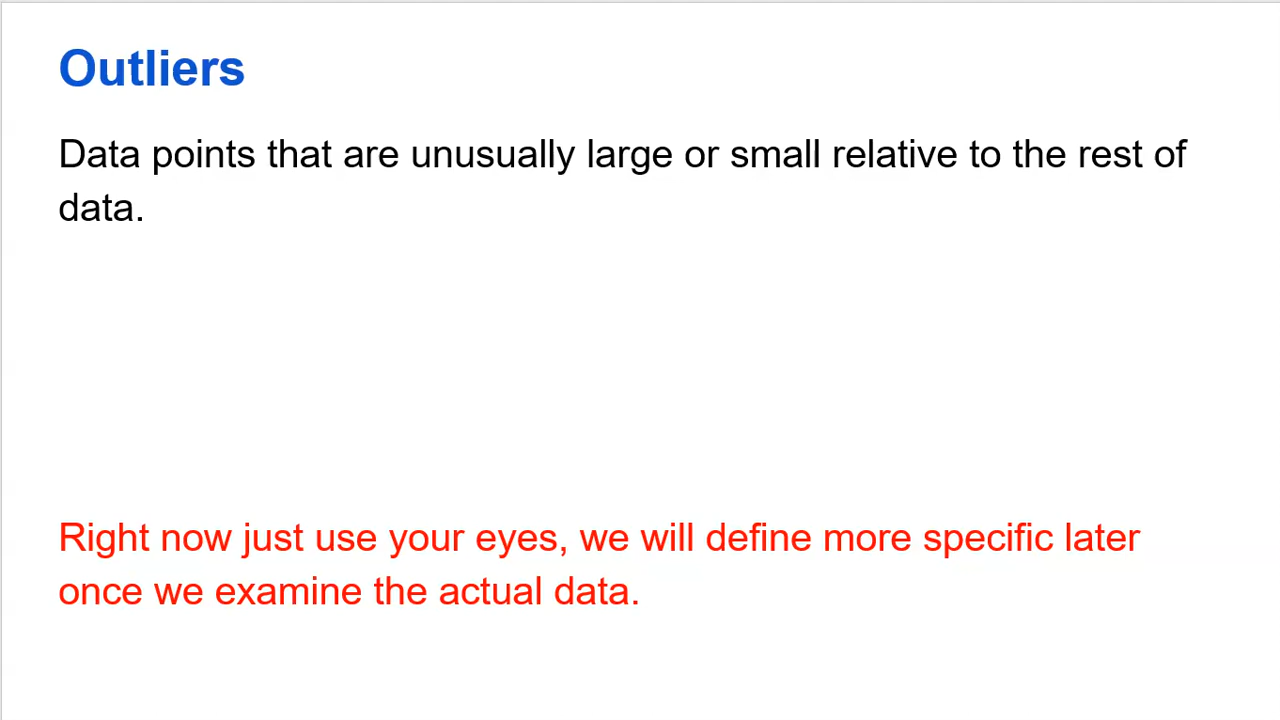 Outliers
Data points that are unusually large or small relative to the rest of
data.
Right now just use your eyes, we will define more specific later
once we examine the actual data.